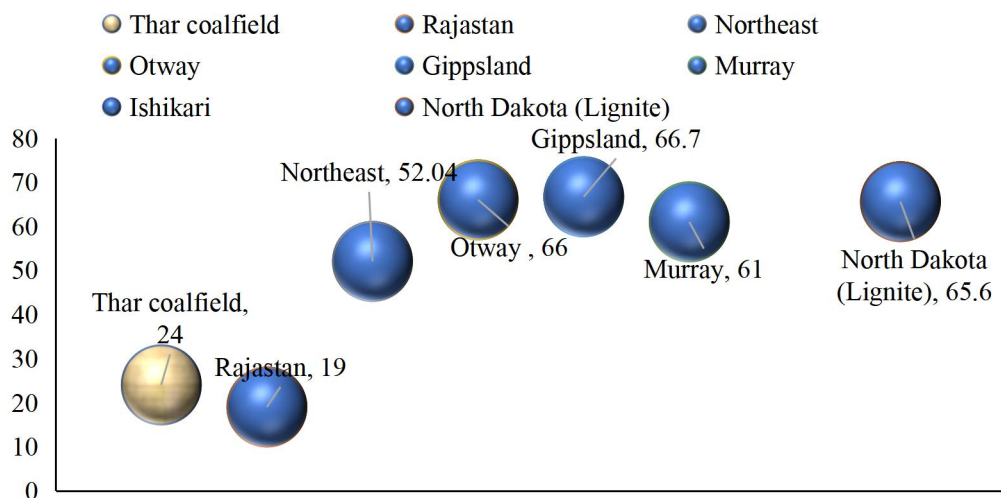 Thar coalfield
Rajastan
Northeast
Otway
Gippsland
Murray
Ishikari
North Dakota (Lignite)
80
70
60
50
40
30
20
10
0
Thar coalfield,
24
Rajastan, 19
Northeast, 52.04
Otway , 66
Gippsland, 66.7
Murray, 61
North Dakota
(Lignite), 65.6